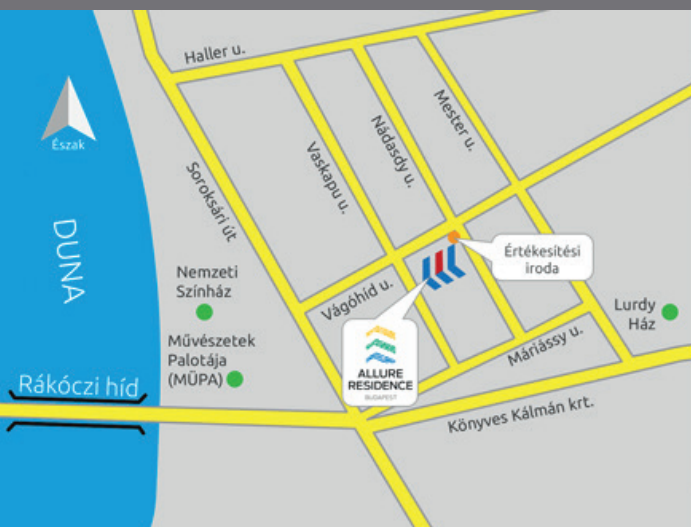 Haller u.
Észak
Vaskapu u.
Nádasdy u.
Mester u.
Soroksári út
DUNA
Értékesítési
iroda
Nemzeti
Színház
Vágóhíd u.
Lurdy
Ház
Művészetek
Palotája
(MÜPA)
ALLURE
RESIDENCE
BUDAPEST
Máriássy u.
Rákóczi híd
Könyves Kálmán krt.